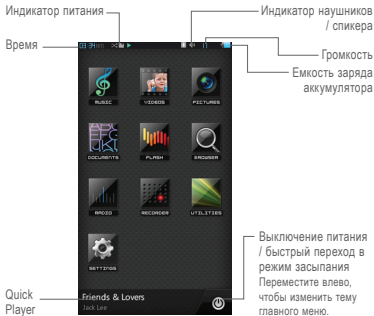 Индикатор питания
Индикатор наушников
/ спикера
Время
Громкость
Емкость заряда
аккумулятора
MUSIC
VIDEOS
PICTURES
DOCUMENTS
FLASH
BROWSER
RADIO
RECORDER
UTILITIES
SETTINGS
Выключение питания
/ быстрый переход в
режим засыпания
Переместите влево,
чтобы изменить тему
главного меню.
Quick
Player
Friends & Lovers
Jack Lee